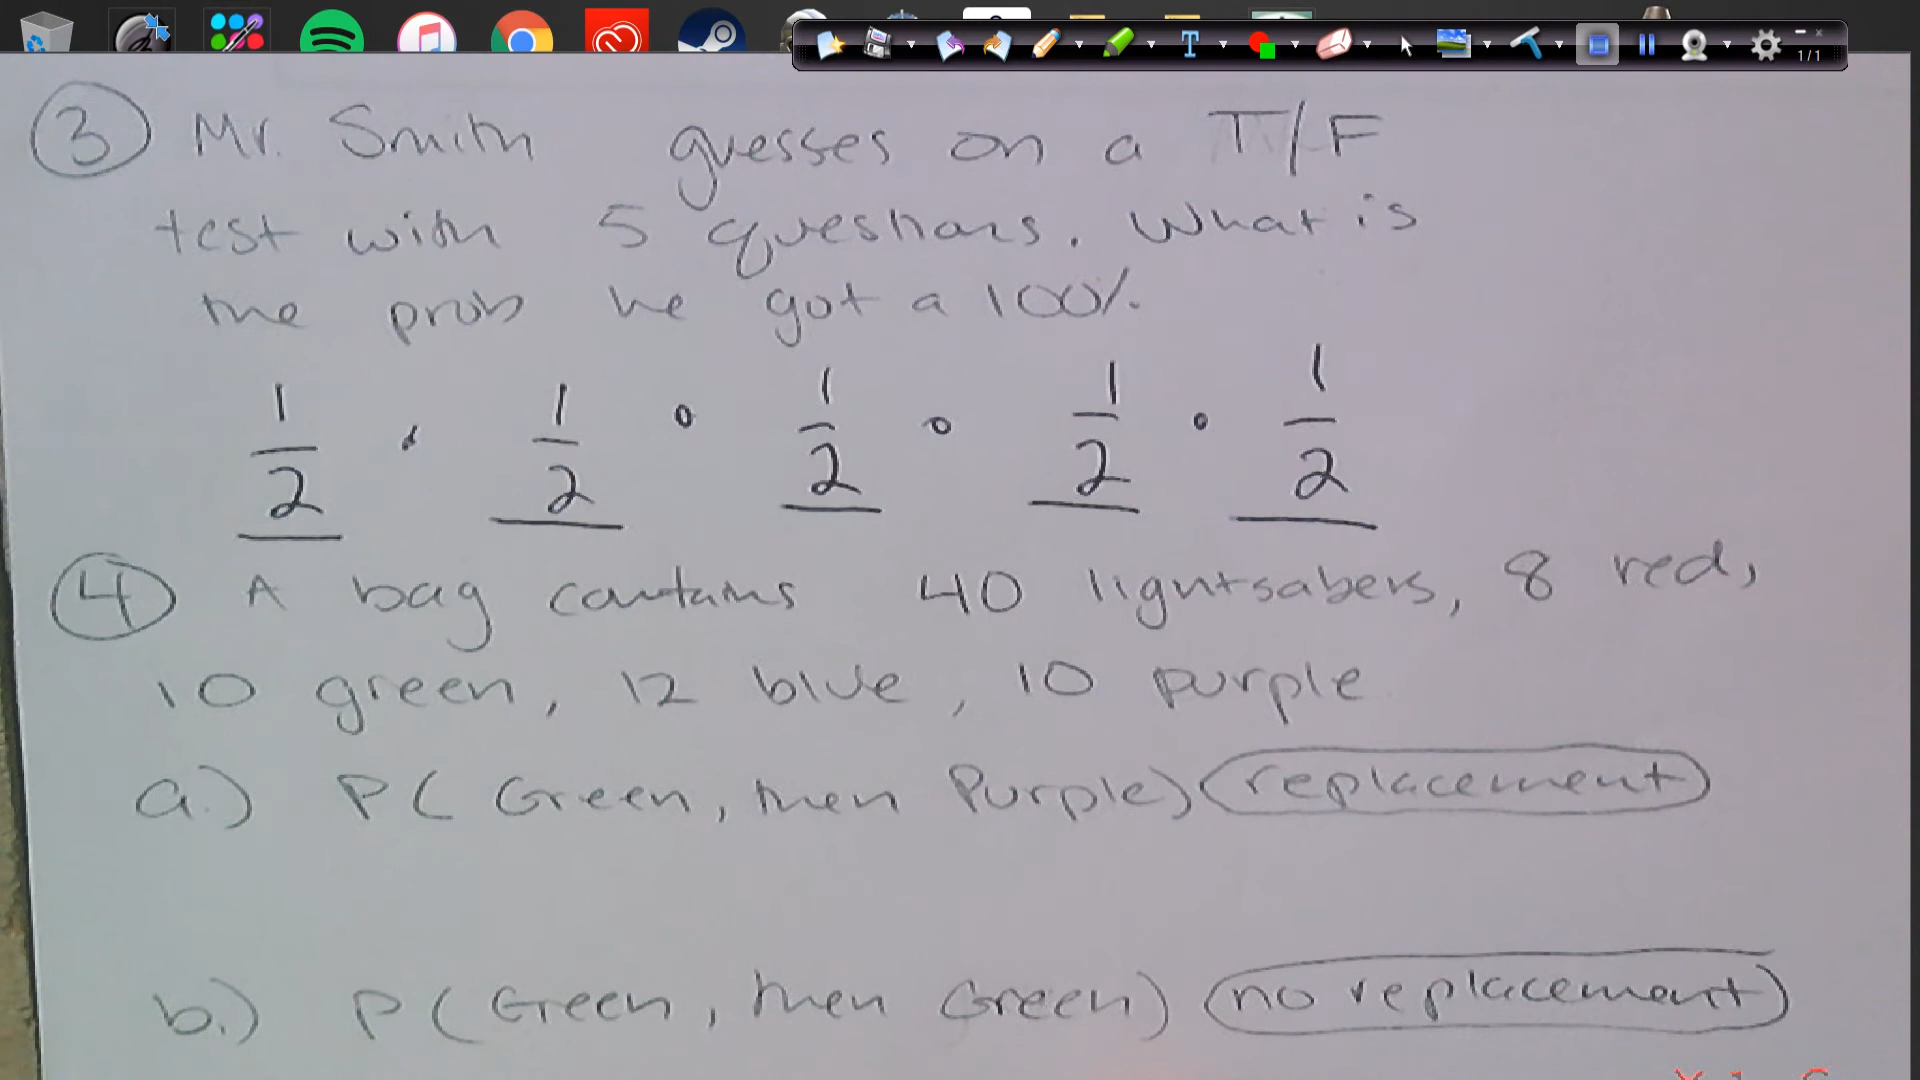 1/1
③ Mr. Smith guesses on a T/F
test with 5 questions. What is
the prob he got a 100%.
1/2 · 1/2 · 1/2 · 1/2 · 1/2
④ A bag contains 40 lightsabers, 8 red,
10 green, 12 blue, 10 purple
a.) P( Green, then Purple) replacement
b.) P( Green, then Green) no replacement